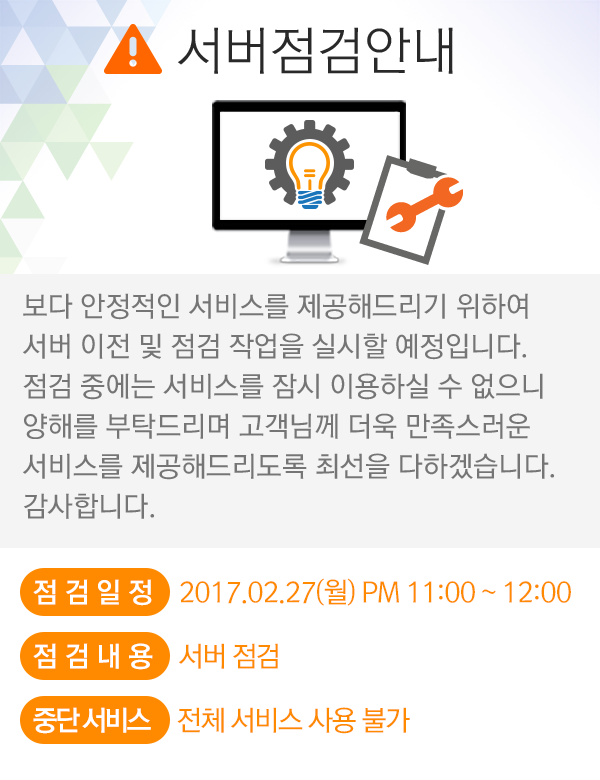 서버점검안내
보다 안정적인 서비스를 제공해드리기 위하여
서버 이전 및 점검 작업을 실시할 예정입니다.
점검 중에는 서비스를 잠시 이용하실 수 없으니
양해를 부탁드리며 고객님께 더욱 만족스러운
서비스를 제공해드리도록 최선을 다하겠습니다.
감사합니다.
점 검 일 정 2017.02.27(월) PM 11:00 ~ 12:00
점 검 내 용 서버 점검
중단 서비스 전체 서비스 사용 불가